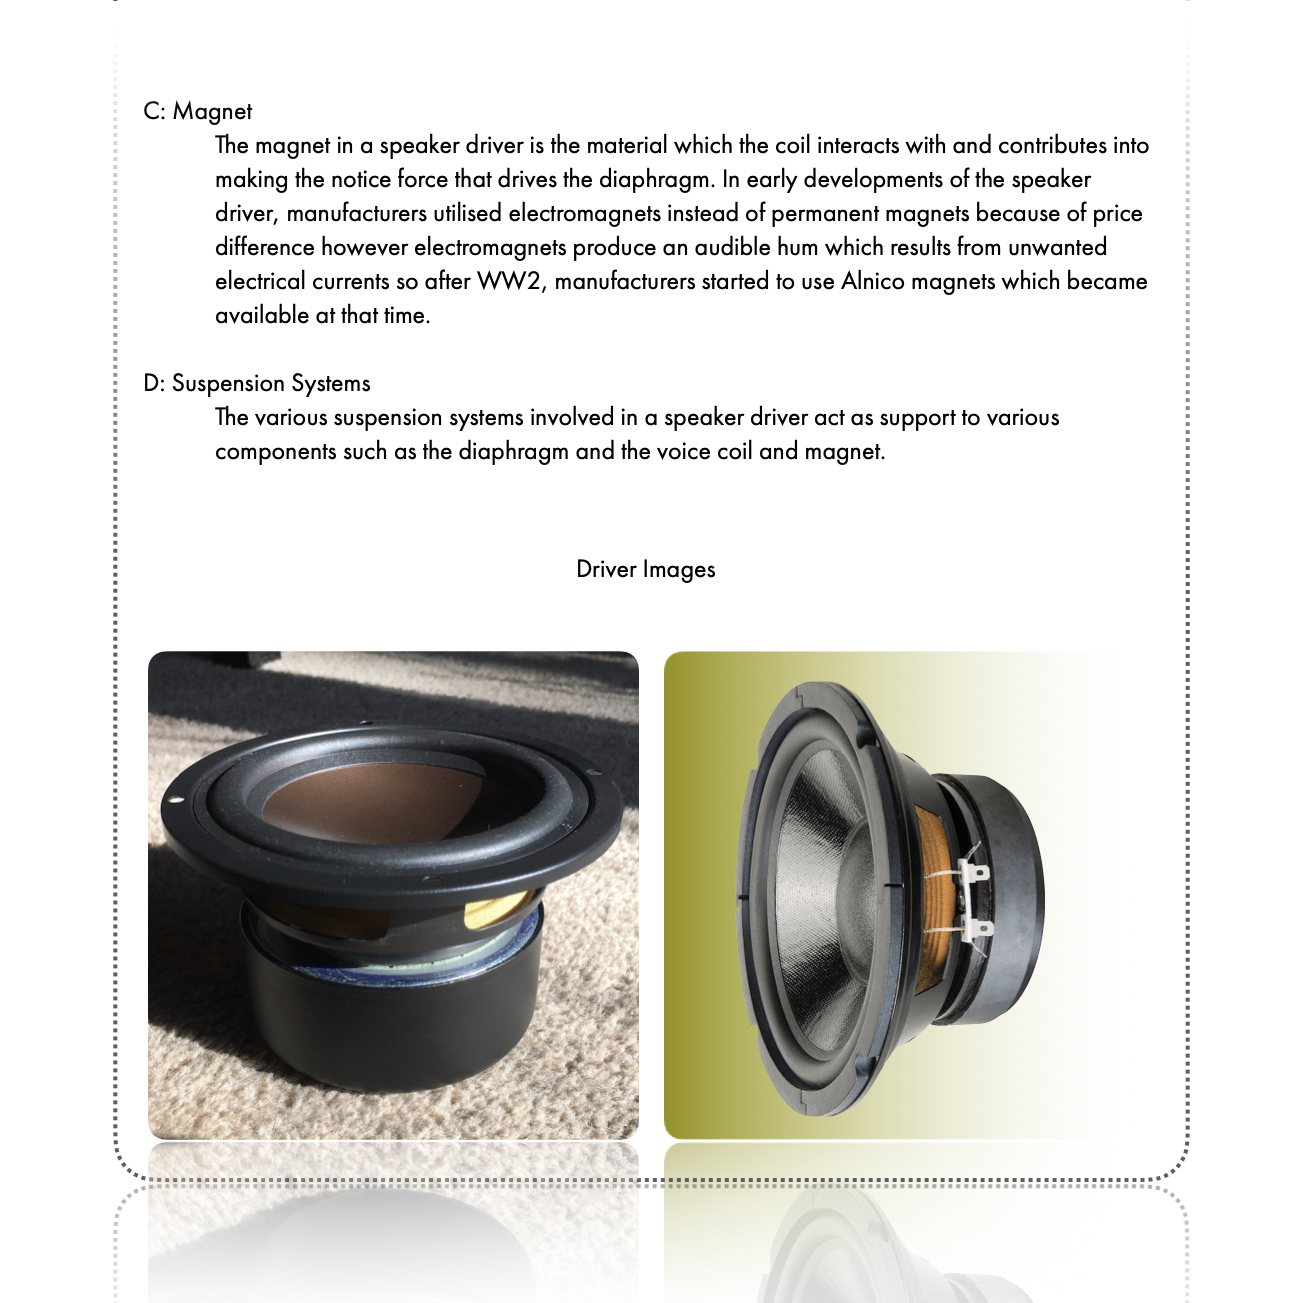 C: Magnet
The magnet in a speaker driver is the material which the coil interacts with and contributes into
making the notice force that drives the diaphragm. In early developments of the speaker
driver, manufacturers utilised electromagnets instead of permanent magnets because of price
difference however electromagnets produce an audible hum which results from unwanted
electrical currents so after WW2, manufacturers started to use Alnico magnets which became
available at that time.
D: Suspension Systems
The various suspension systems involved in a speaker driver act as support to various
components such as the diaphragm and the voice coil and magnet.
Driver Images